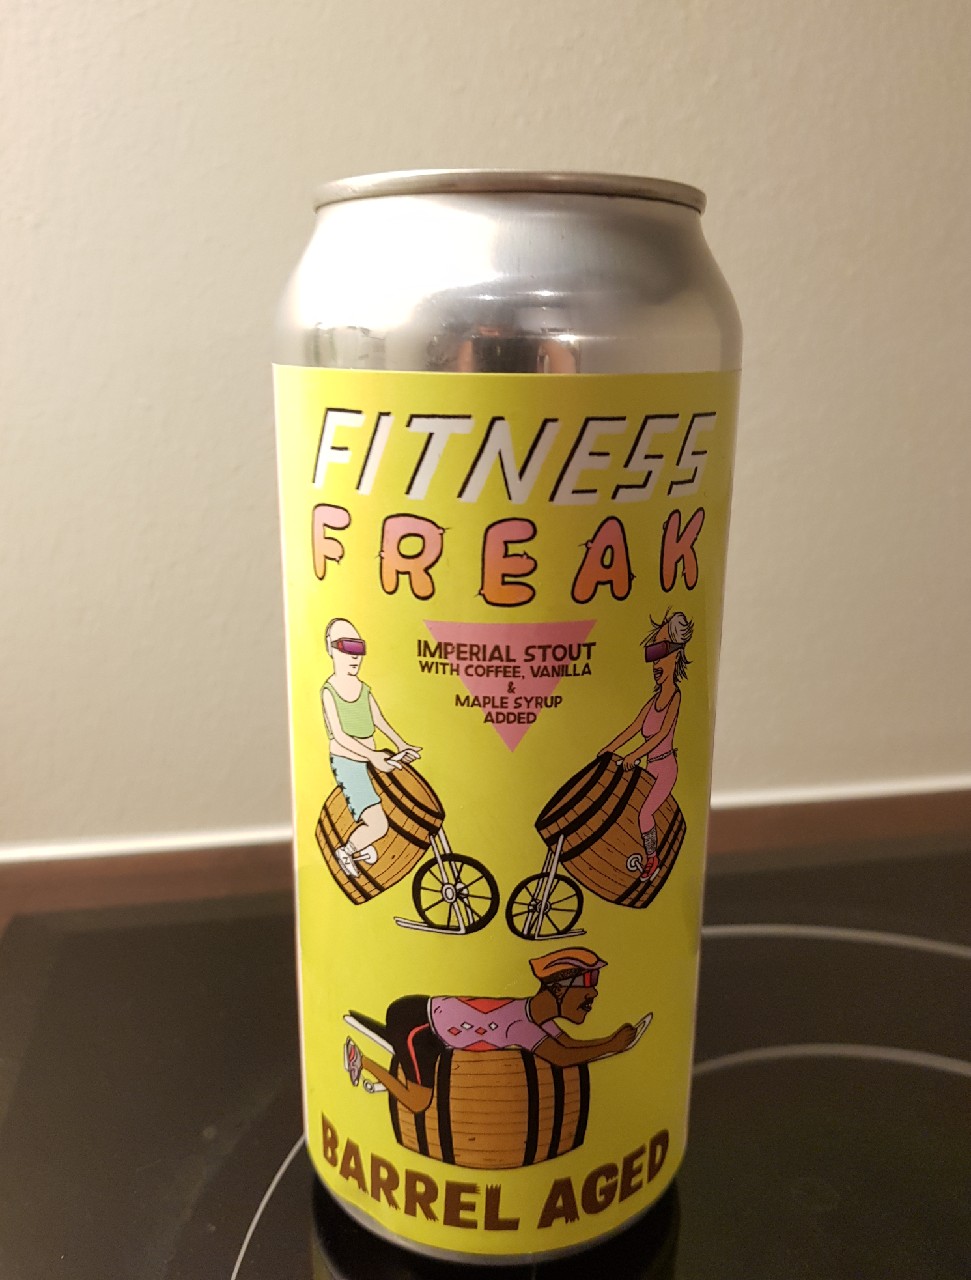 FITNESS
FREAK
IMPERIAL STOUT
WITH COFFEE, VANILLA
&
MAPLE SYRUP
ADDED
BARREL AGED